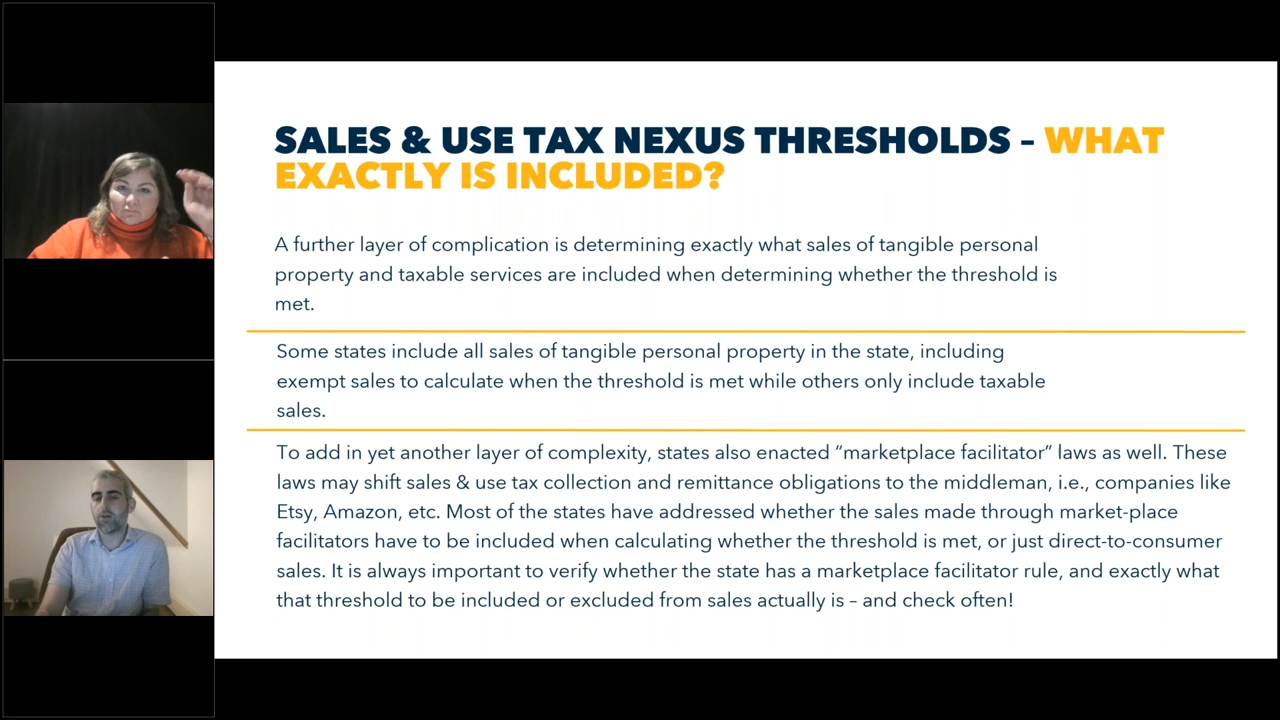 SALES & USE TAX NEXUS THRESHOLDS – WHAT
EXACTLY IS INCLUDED?
A further layer of complication is determining exactly what sales of tangible personal
property and taxable services are included when determining whether the threshold is
met.
Some states include all sales of tangible personal property in the state, including
exempt sales to calculate when the threshold is met while others only include taxable
sales.
To add in yet another layer of complexity, states also enacted “marketplace facilitator” laws as well. These
laws may shift sales & use tax collection and remittance obligations to the middleman, i.e., companies like
Etsy, Amazon, etc. Most of the states have addressed whether the sales made through market-place
facilitators have to be included when calculating whether the threshold is met, or just direct-to-consumer
sales. It is always important to verify whether the state has a marketplace facilitator rule, and exactly what
that threshold to be included or excluded from sales actually is – and check often!